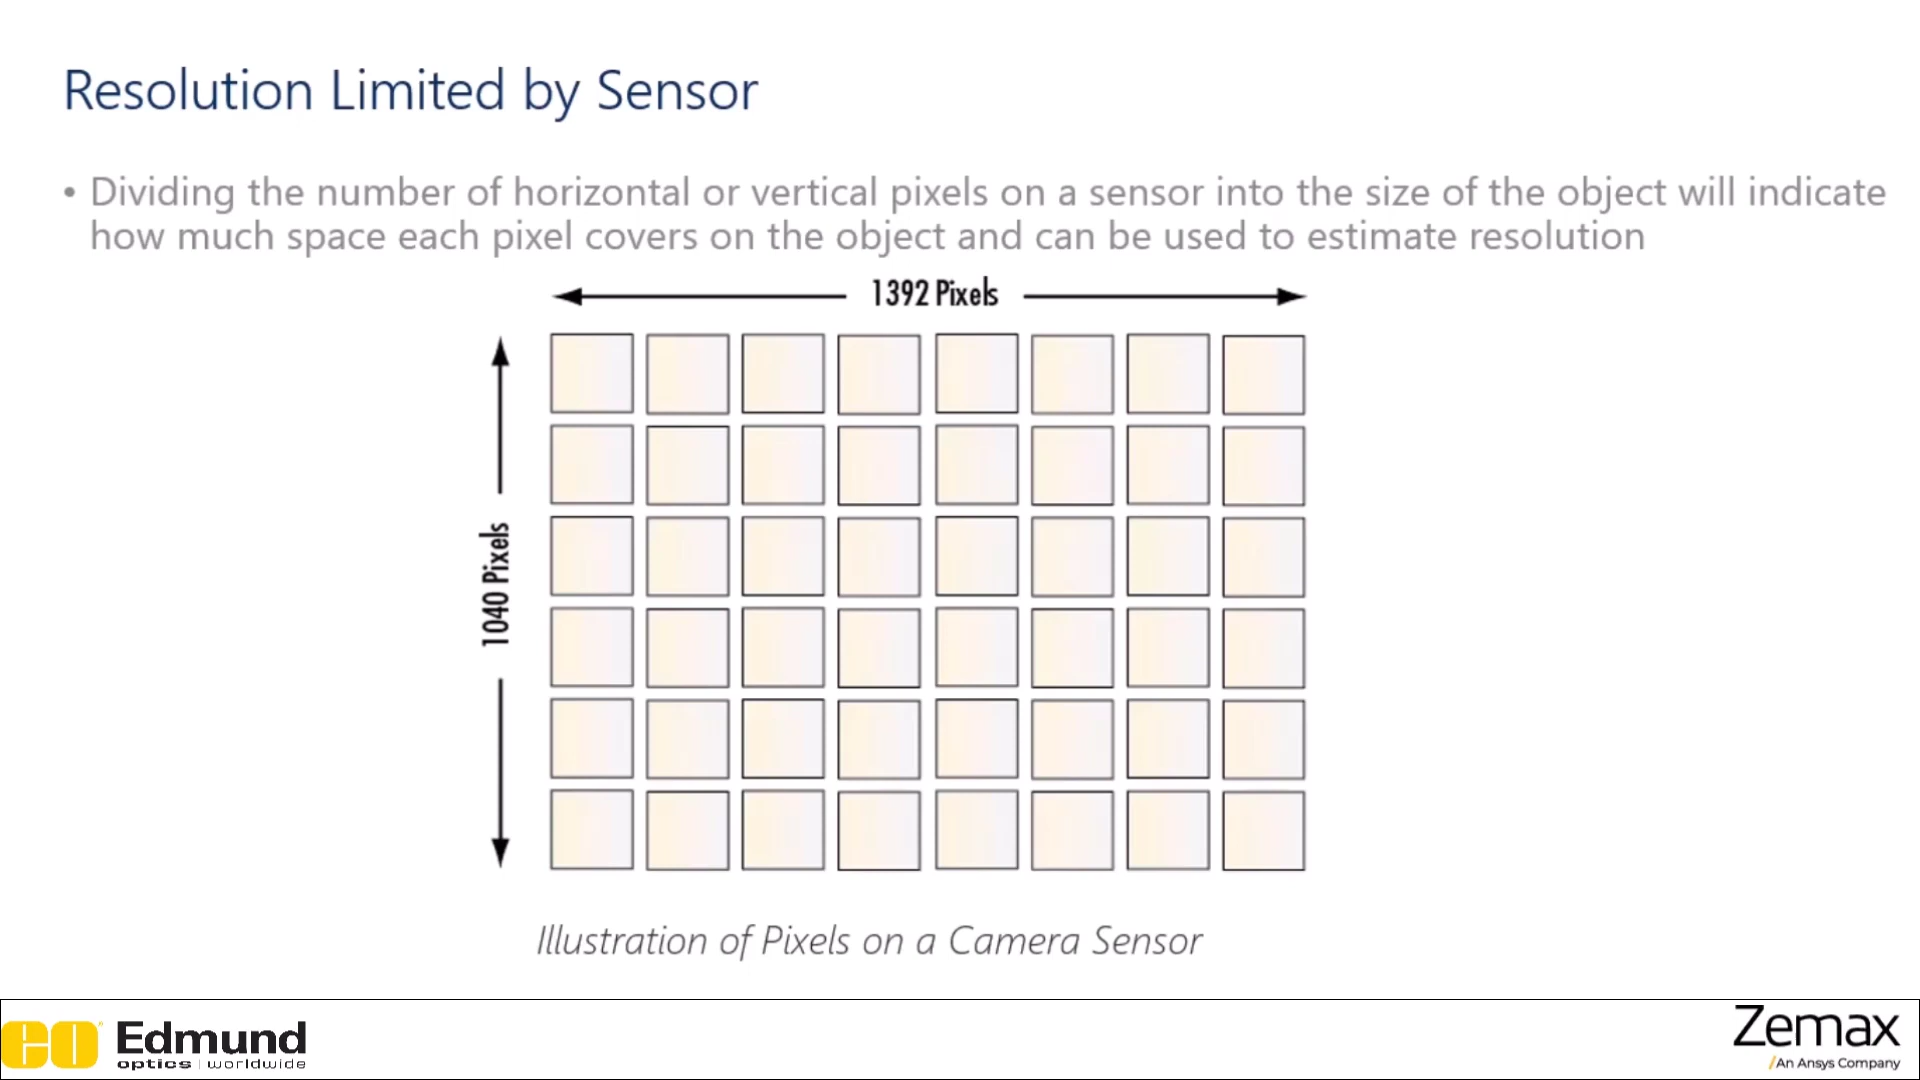 Resolution Limited by Sensor
• Dividing the number of horizontal or vertical pixels on a sensor into the size of the object will indicate
how much space each pixel covers on the object and can be used to estimate resolution
1392 Pixels
1040 Pixels
Illustration of Pixels on a Camera Sensor
EO Edmund
optics | worldwide
Zemax
An Ansys Company